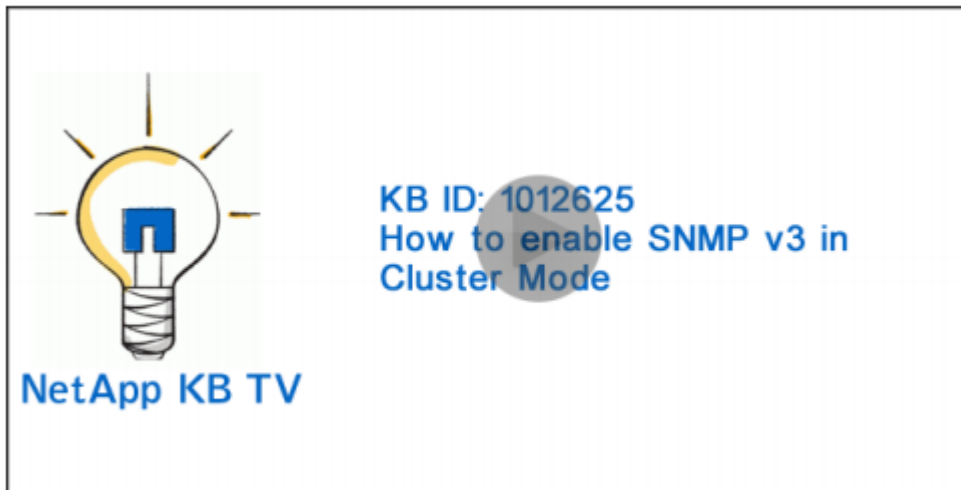 KB ID: 1012625
How to enable SNMP v3 in
Cluster Mode
NetApp KB TV